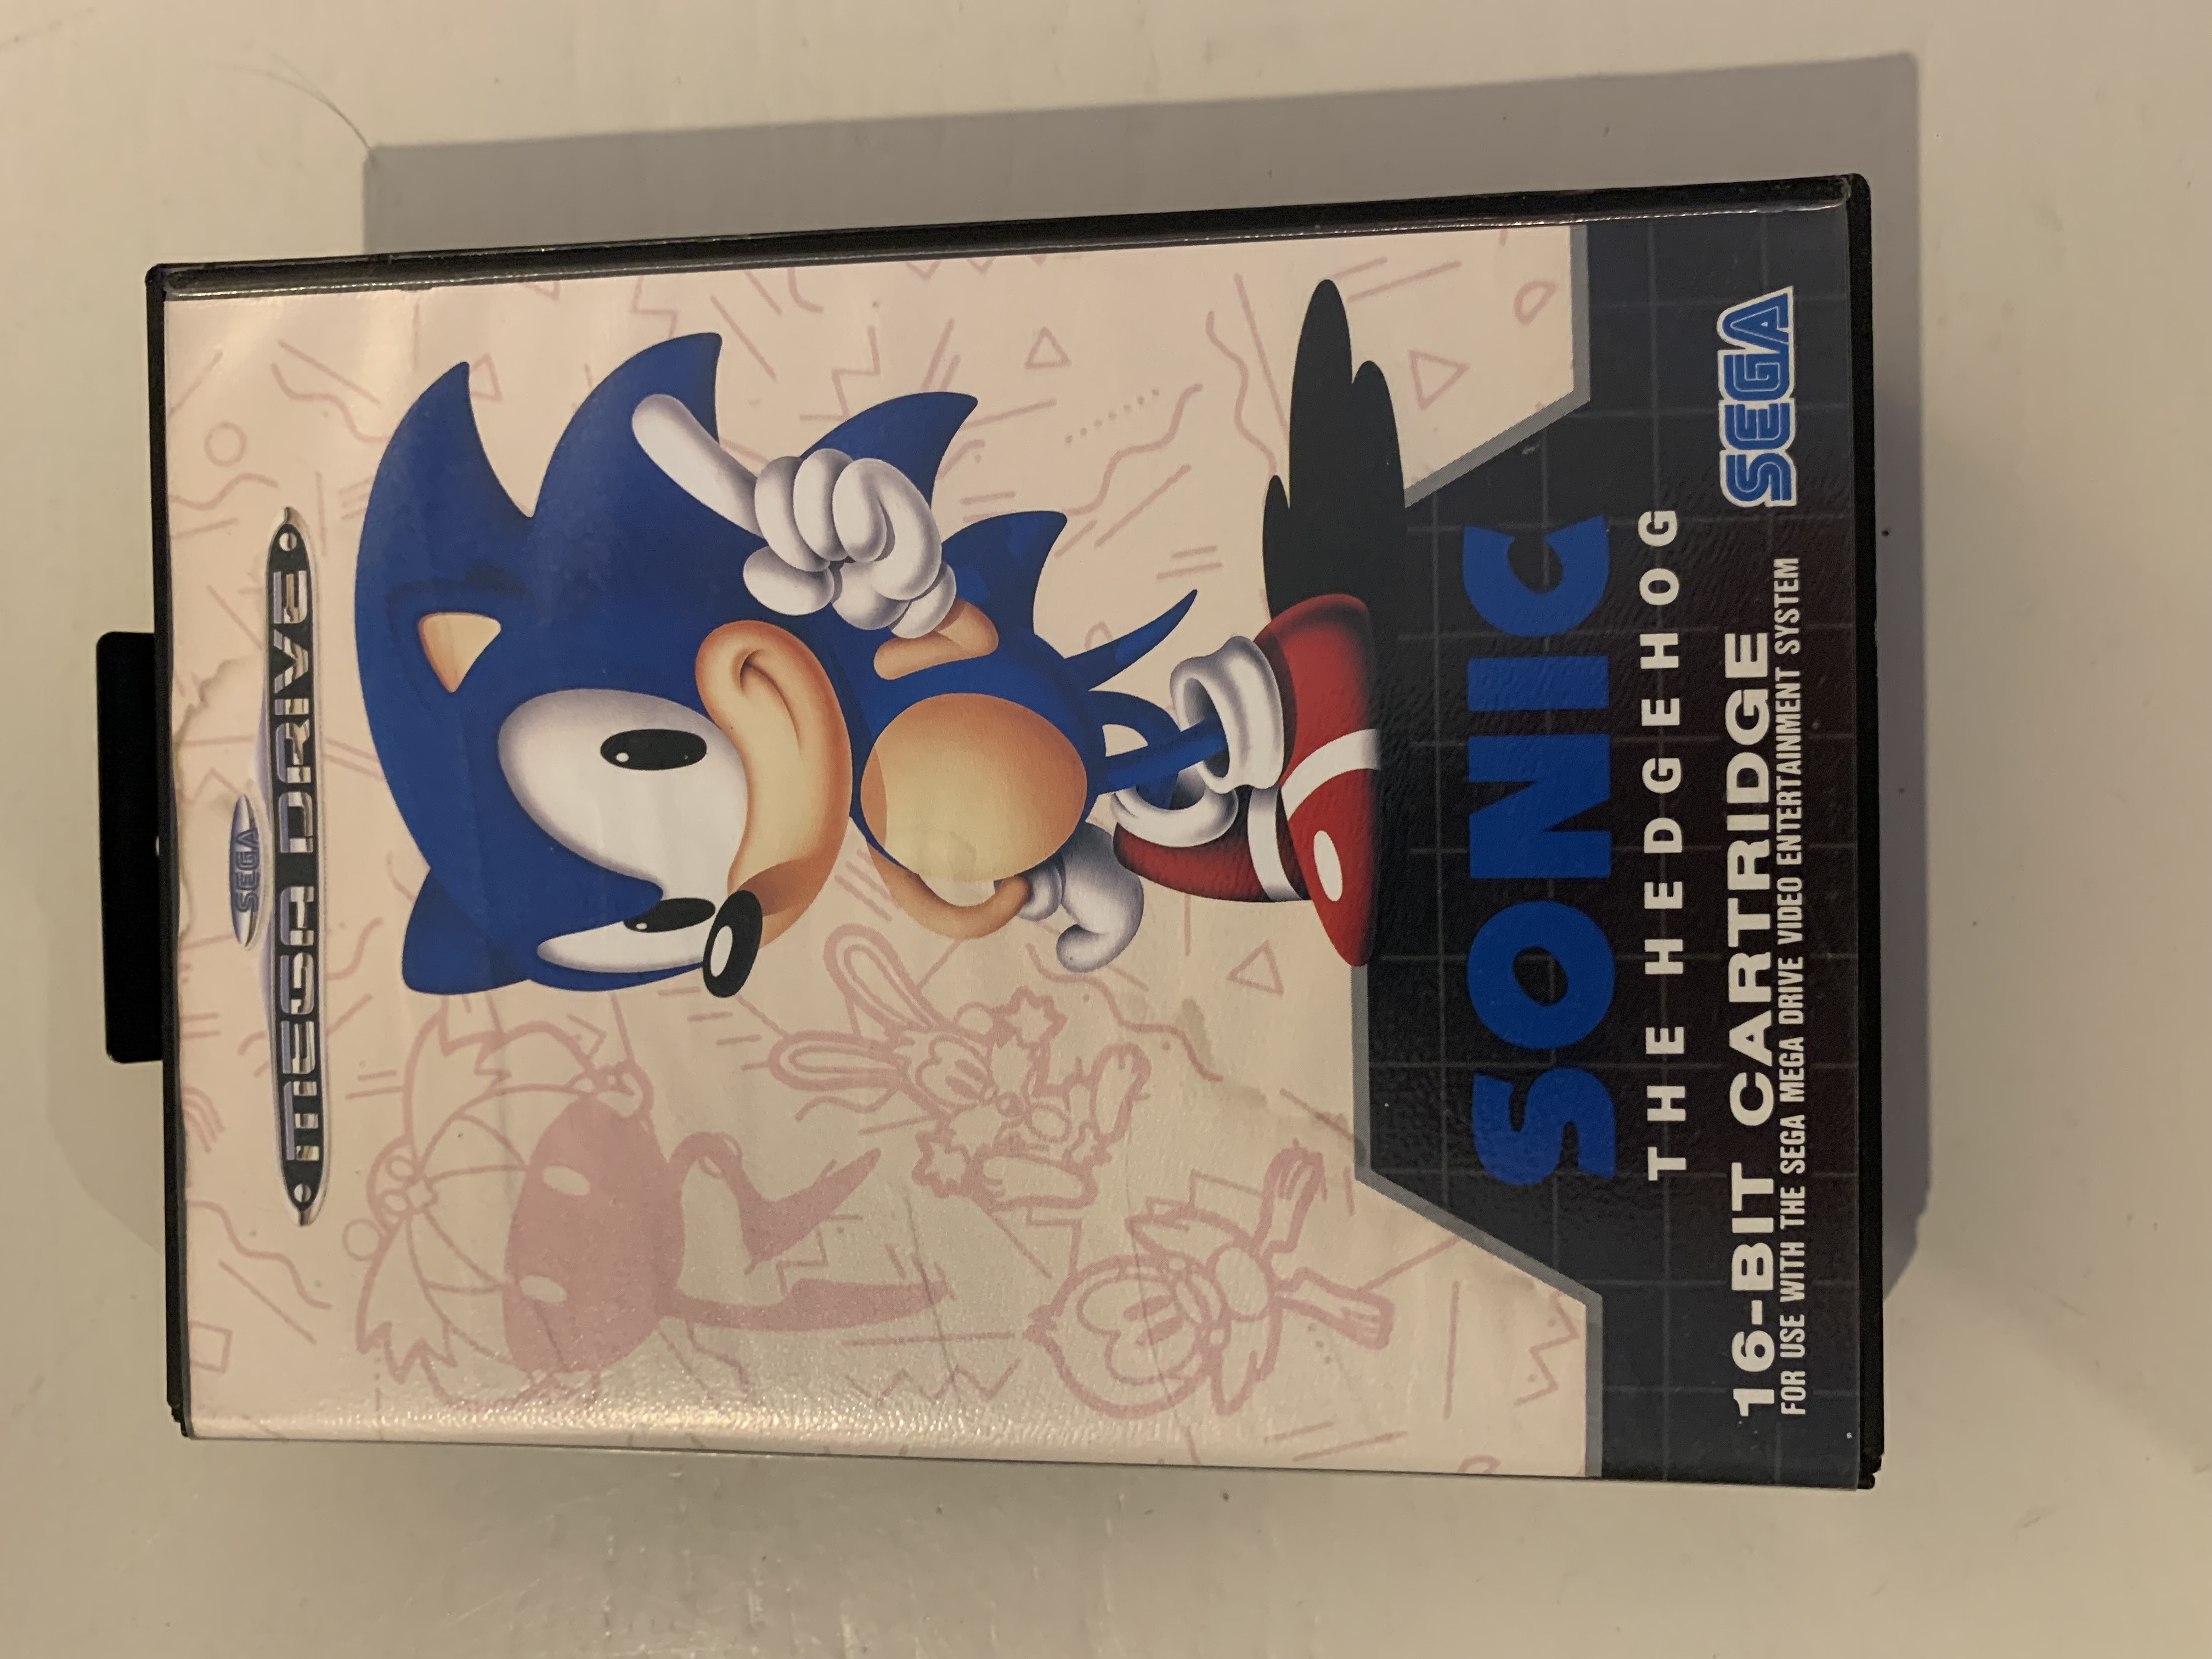 SEGA
MEGA DRIVE
SONIC
THE HEDGEHOG
16-BIT CARTRIDGE
FOR USE WITH THE SEGA MEGA DRIVE VIDEO ENTERTAINMENT SYSTEM
SEGA